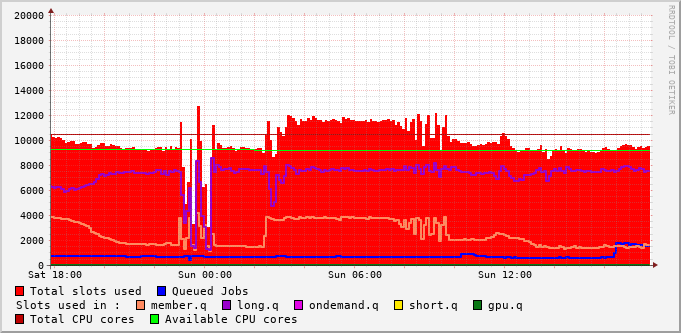 20000
18000
16000
14000
12000
10000
8000
6000
4000
2000
0
Sat 18:00 Sun 00:00 Sun 06:00 Sun 12:00
Total slots used Queued Jobs
Slots used in : member.q long.q ondemand.q short.q gpu.q
Total CPU cores Available CPU cores
RRDTOOL / TOBI OETIKER